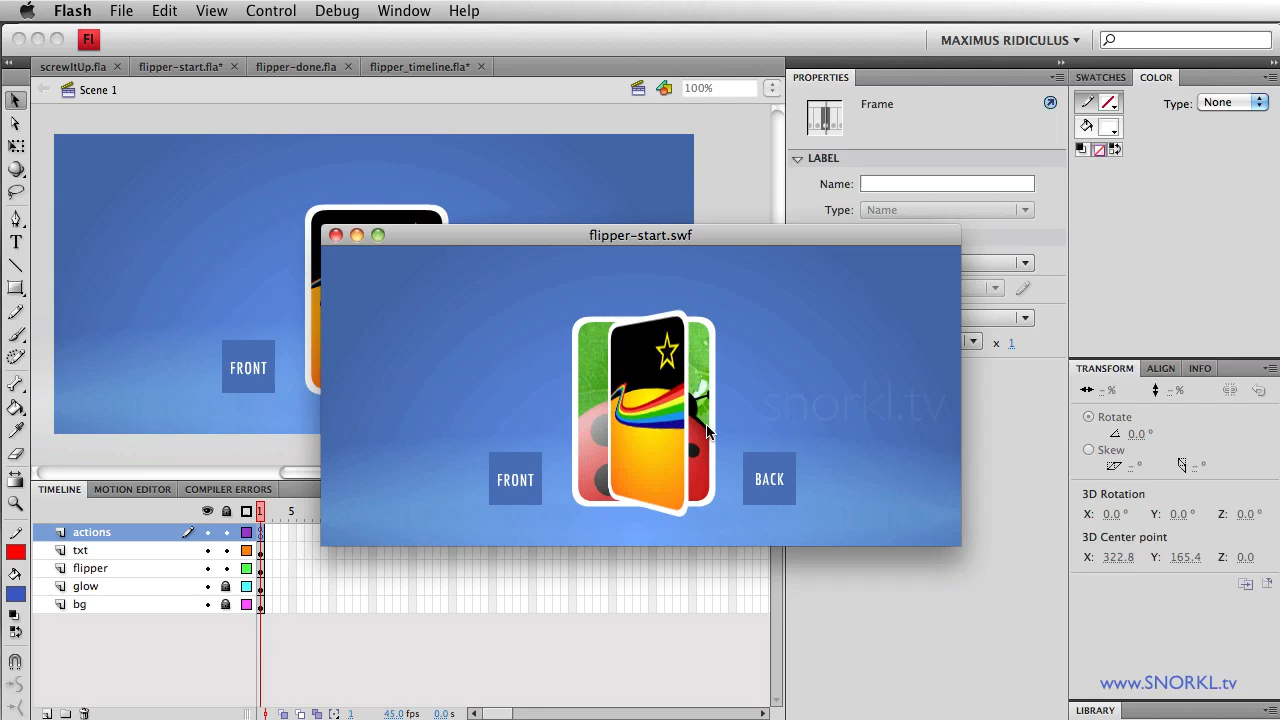 Flash File Edit View Control Debug Window Help
Fl MAXIMUS RIDICULUS
screwItUp.fla flipper-start.fla* flipper-done.fla flipper_timeline.fla*
Scene 1 100%
PROPERTIES
Frame
LABEL
Name:
Type: Name
x 1
SWATCHES COLOR
Type: None
FRONT
flipper-start.swf
snorkl.tv
FRONT BACK
TRANSFORM ALIGN INFO
- % - %
Rotate
0.0 °
Skew
- ° - °
3D Rotation
X: 0.0 ° Y: 0.0 ° Z: 0.0 °
3D Center point
X: 322.8 Y: 165.4 Z: 0.0
TIMELINE MOTION EDITOR COMPILER ERRORS
1 5
actions
txt
flipper
glow
bg
1 45.0 fps 0.0 s
www.SNORKL.tv
LIBRARY